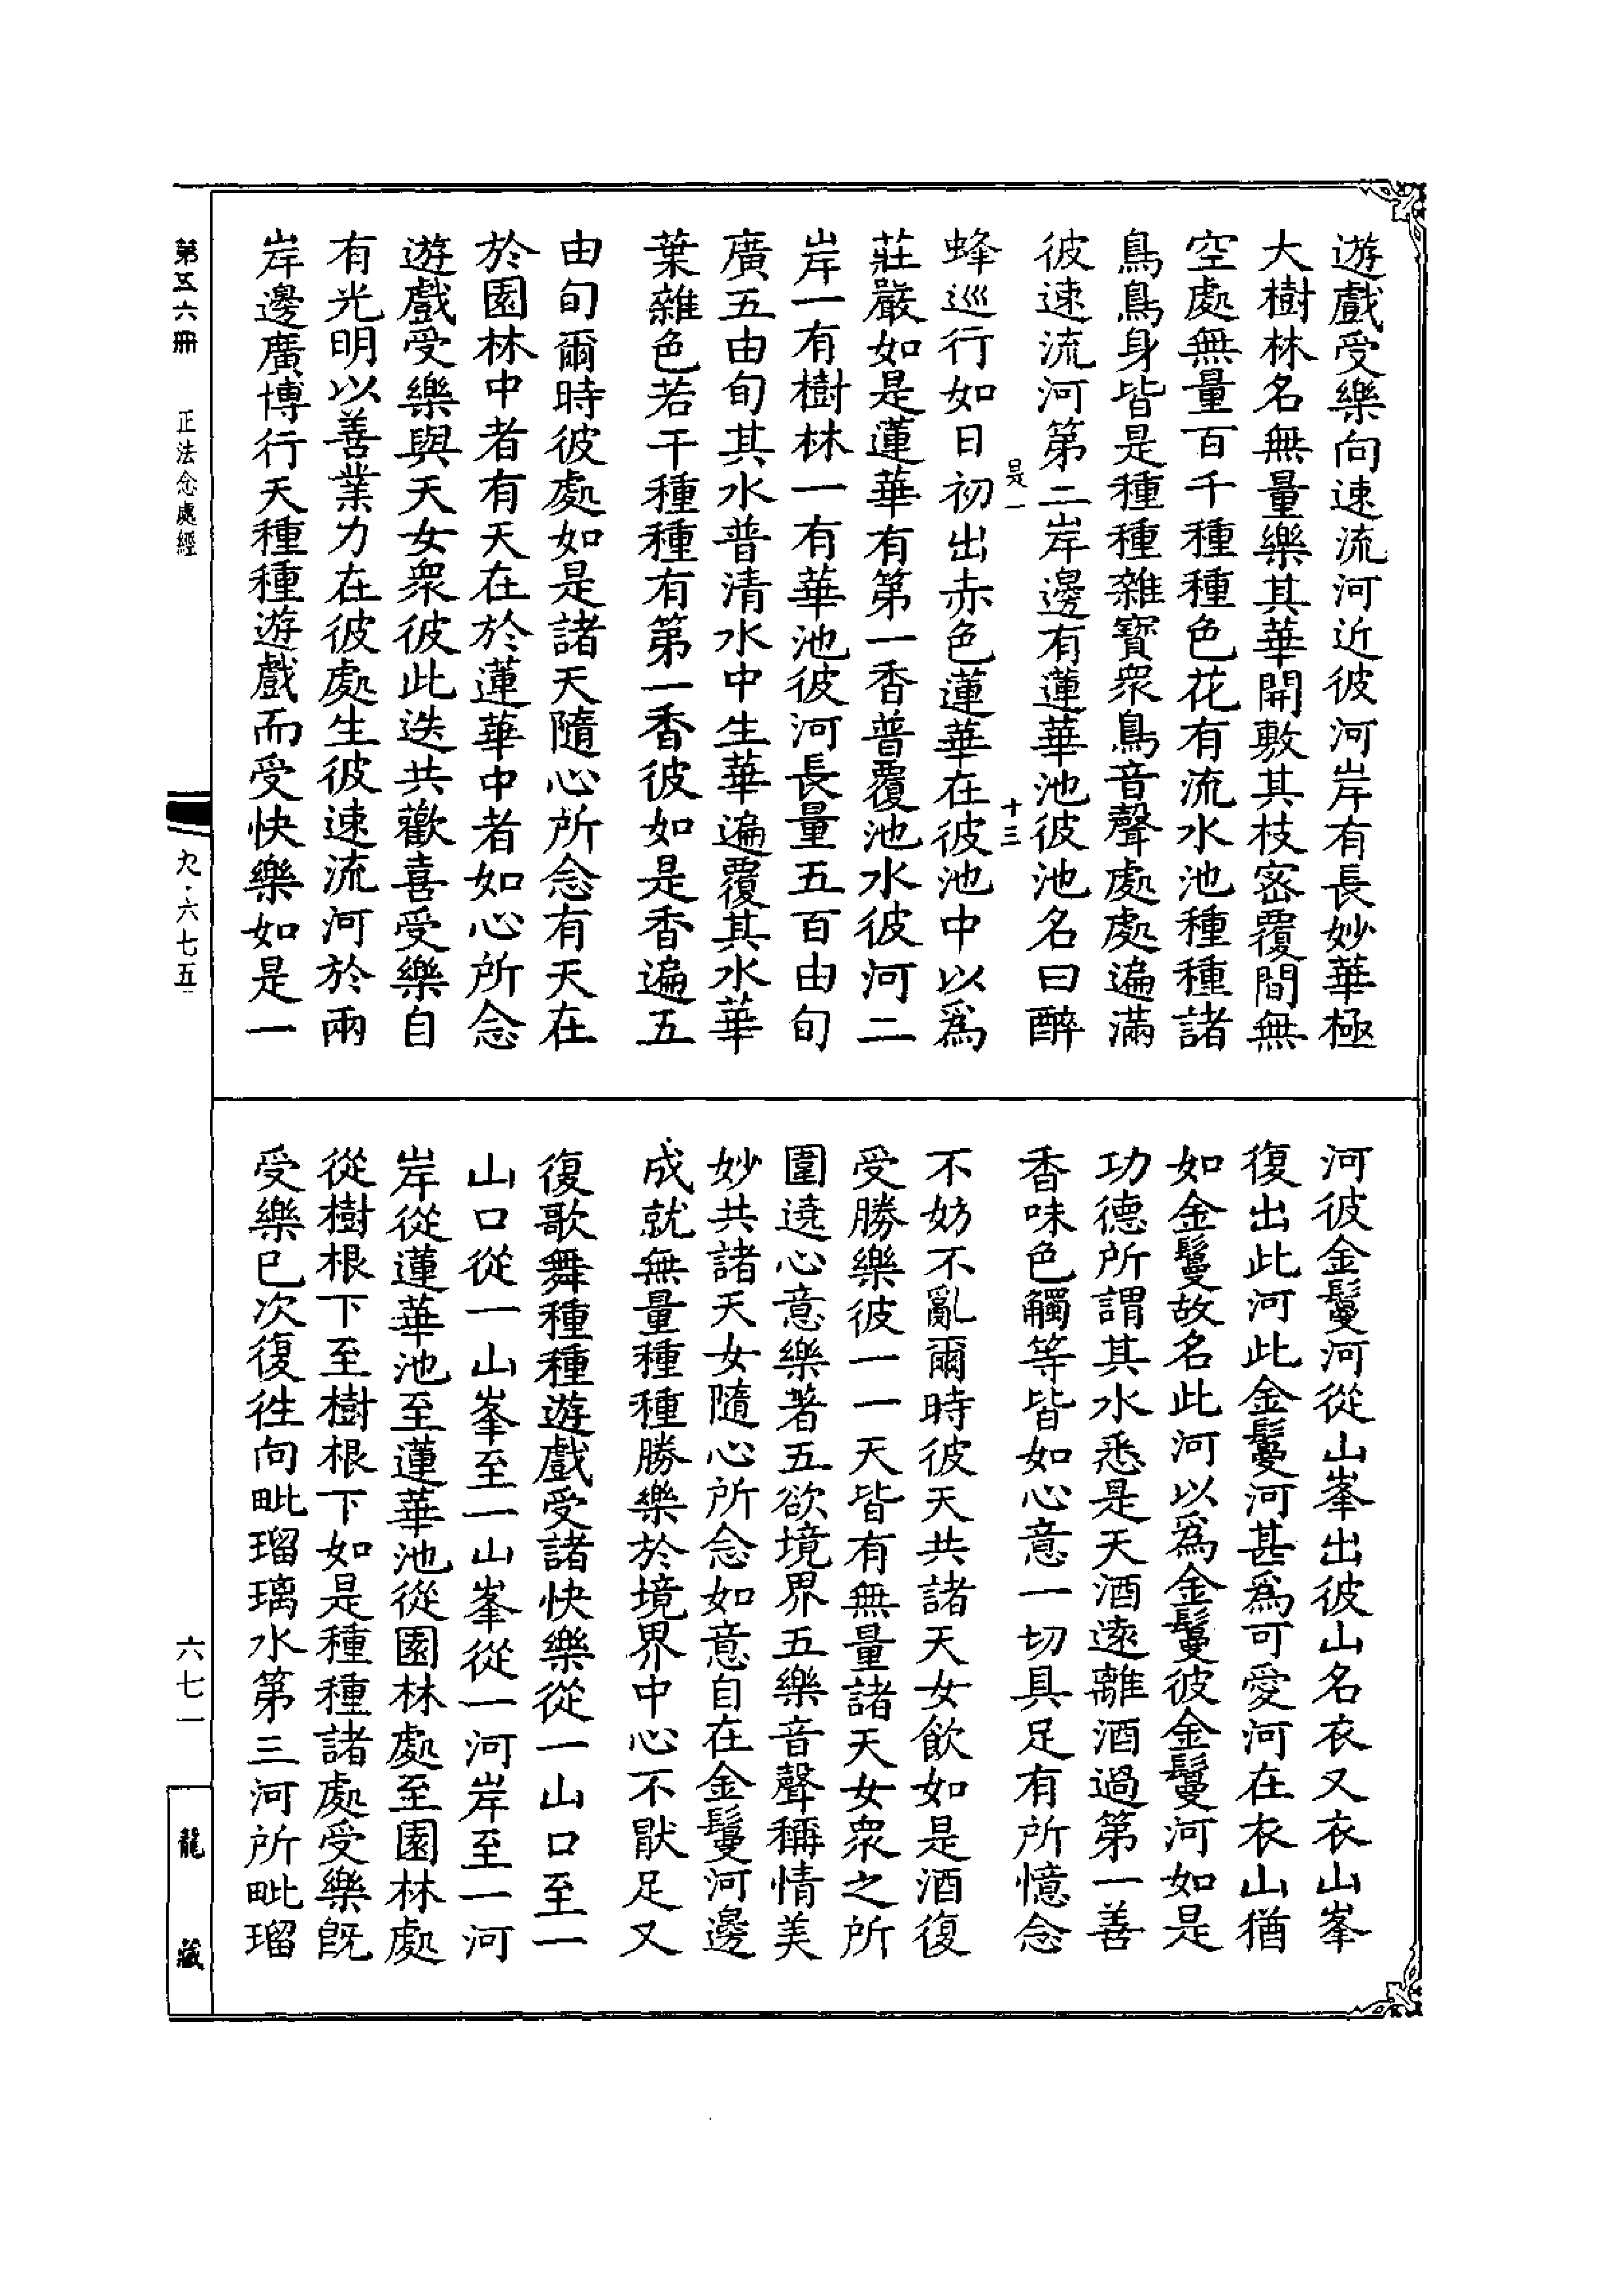 遊戲受樂向速流河近彼河岸有長妙華極
大樹林名無量樂其華開敷其枝密覆間無
空處無量百千種種色花有流水池種種諸
鳥鳥身皆是種種雜寶衆鳥音聲處處遍滿
彼速流河第二岸邊有蓮華池彼池名曰醉
是一 十三
蜂巡行如日初出赤色蓮華在彼池中以爲
莊嚴如是蓮華有第一香普覆池水彼河二
岸一有樹林一有華池彼河長量五百由旬
廣五由旬其水普清水中生華遍覆其水華
葉雜色若干種種有第一香彼如是香遍五
由旬爾時彼處如是諸天隨心所念有天在
於園林中者有天在於蓮華中者如心所念
遊戲受樂與天女衆彼此迭共歡喜受樂自
有光明以善業力在彼處生彼速流河於兩
岸邊廣博行天種種遊戲而受快樂如是一
河彼金鬘河從山峯出彼山名衣又衣山峯
復出此河此金鬘河甚爲可愛河在衣山猶
如金鬘故名此河以爲金鬘彼金鬘河如是
功德所謂其水悉是天酒遠離酒過第一善
香味色觸等皆如心意一切具足有所憶念
不妨不亂爾時彼天共諸天女飲如是酒復
受勝樂彼一一天皆有無量諸天女衆之所
圍遶心意樂著五欲境界五樂音聲稱情美
妙共諸天女隨心所念如意自在金鬘河邊
成就無量種種勝樂於境界中心不猒足又
復歌舞種種遊戲受諸快樂從一山口至一
山口從一山峯至一山峯從一河岸至一河
岸從蓮華池至蓮華池從園林處至園林處
從樹根下至樹根下如是種種諸處受樂旣
受樂已次復徃向毗瑠璃水第三河所毗瑠
第五六冊 正法念處經
九·六七五
六七一
龍藏